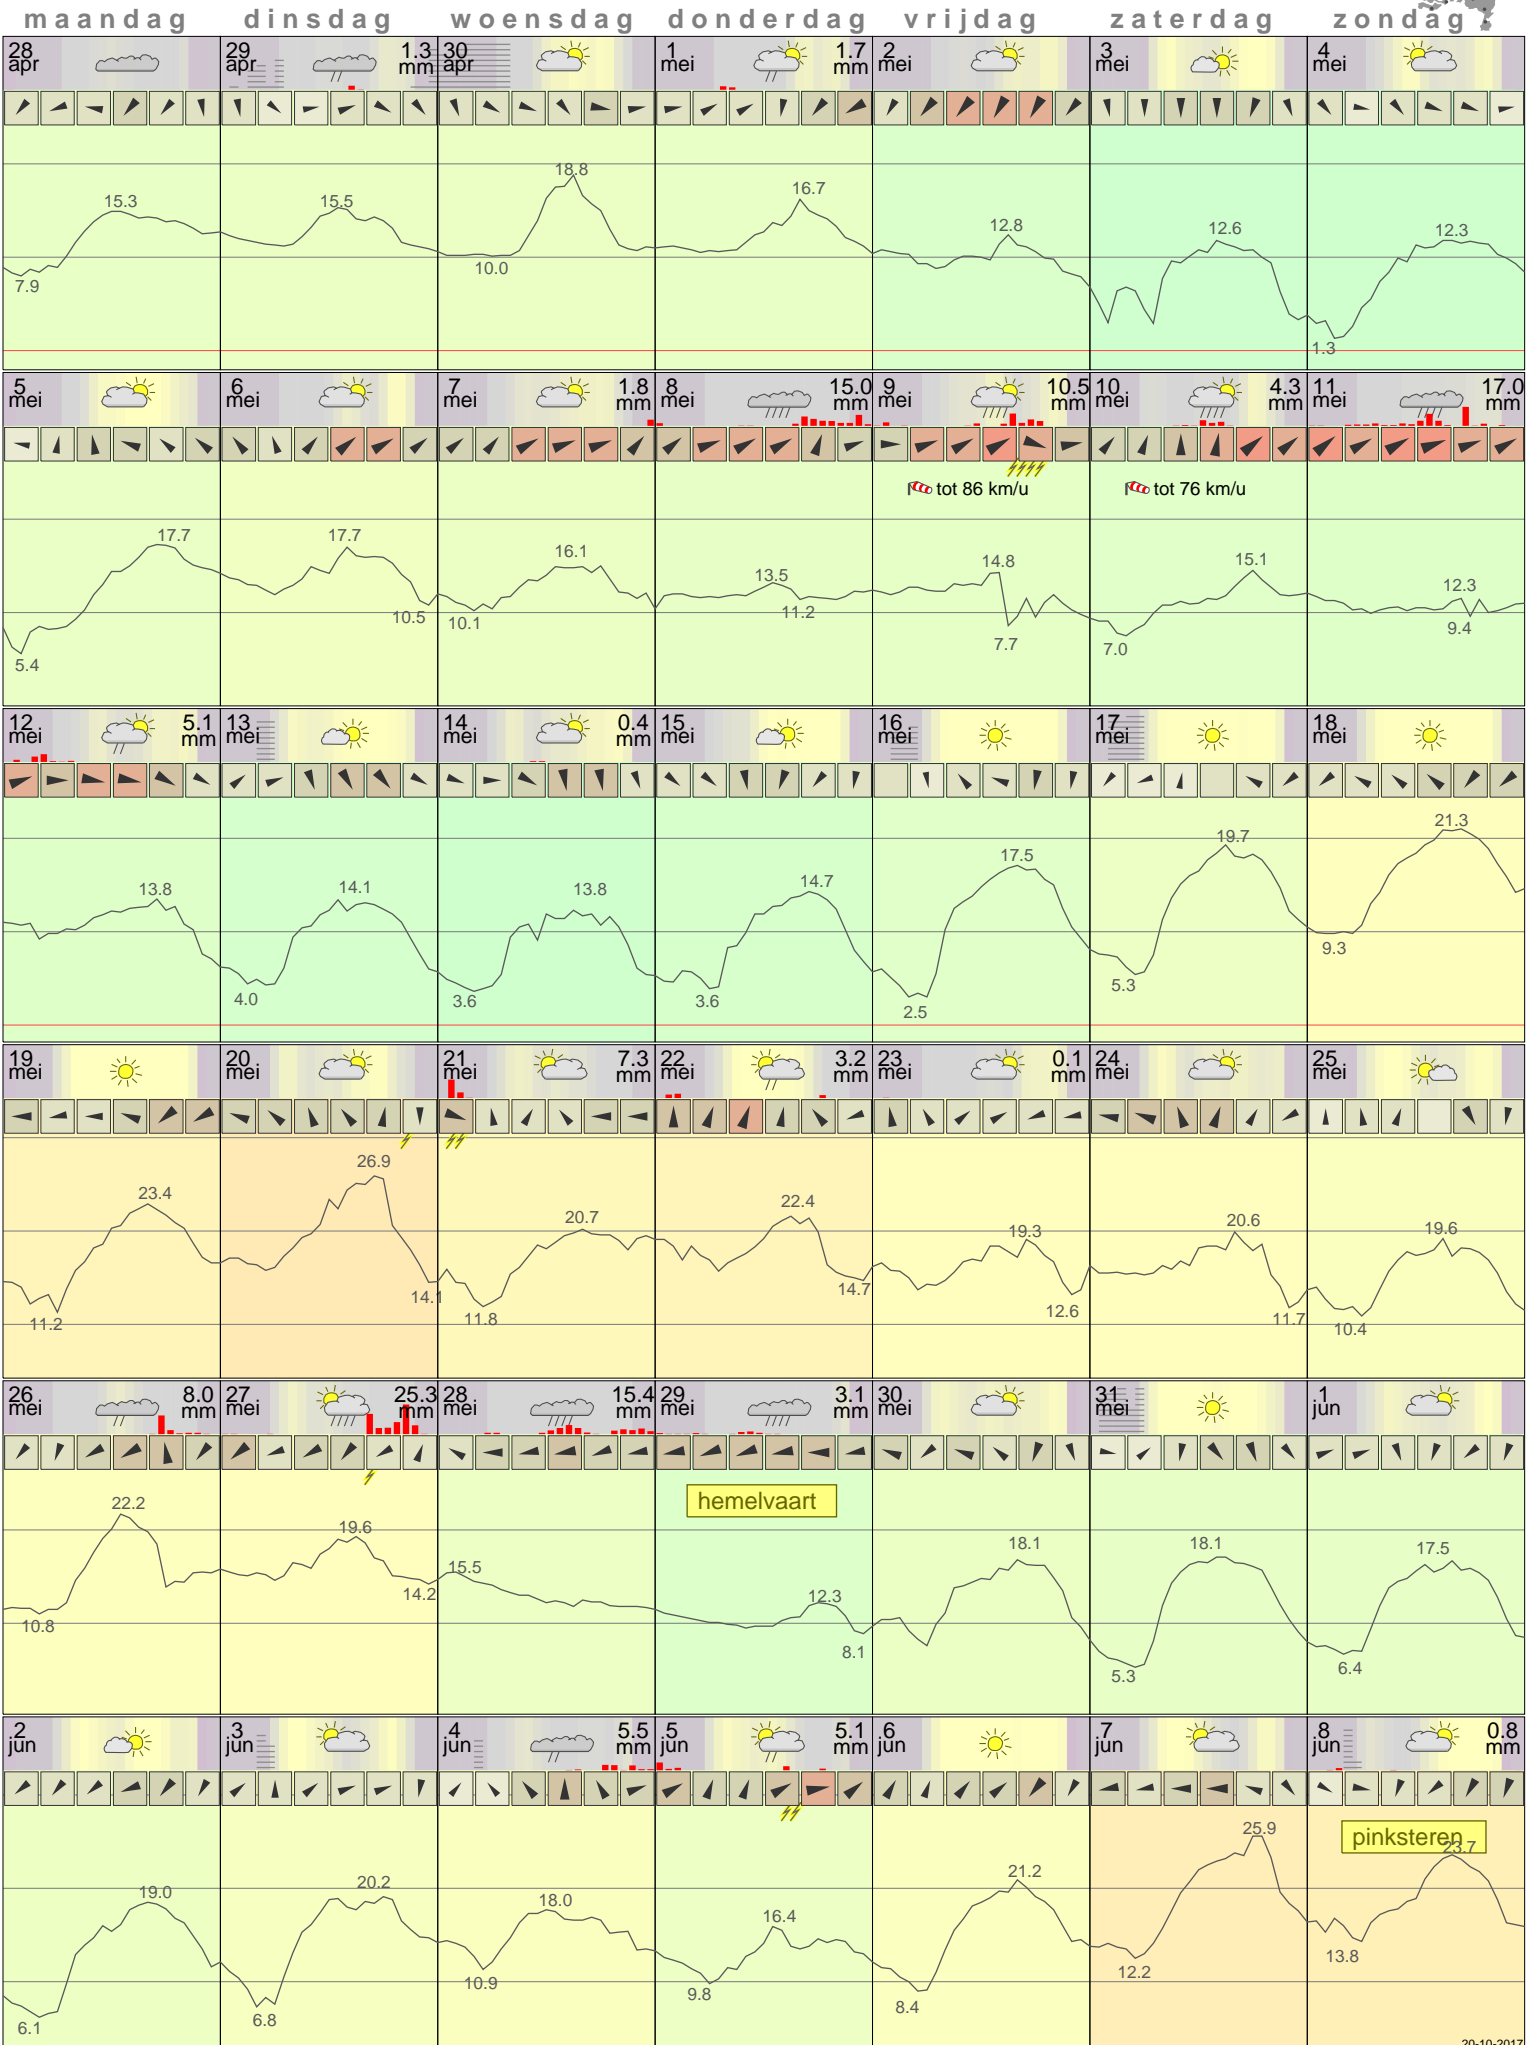 maandag dinsdag woensdag donderdag vrijdag zaterdag zondag
28 apr
29 apr 1.3 mm
30 apr
1 mei 1.7 mm
2 mei
3 mei
4 mei
15.3 7.9
15.5
18.8 10.0
16.7
12.8
12.6
12.3 1.3
5 mei
6 mei
7 mei 1.8 mm
8 mei 15.0
9 mei 10.5 mm
10 mei 4.3 mm
11 mei 17.0 mm
tot 86 km/u
tot 76 km/u
17.7 5.4
17.7 10.5
16.1 10.1
13.5 11.2
14.8 7.7
15.1 7.0
12.3 9.4
12 mei 5.1 mm
13 mei
14 mei 0.4 mm
15 mei
16 mei
17 mei
18 mei
13.8
14.1 4.0
13.8 3.6
14.7 3.6
17.5 2.5
19.7 5.3
21.3 9.3
19 mei
20 mei
21 mei 7.3 mm
22 mei 3.2 mm
23 mei 0.1 mm
24 mei
25 mei
23.4 11.2
26.9 14.1
20.7 11.8
22.4 14.7
19.3 12.6
20.6 11.7
19.6 10.4
26 mei 8.0 mm
27 mei 25.3 mm
28 mei 15.4 mm
29 mei 3.1 mm
30 mei
31 mei
1 jun
hemelvaart
22.2 10.8
19.6 14.2
15.5
12.3 8.1
18.1
18.1 5.3
17.5 6.4
2 jun
3 jun
4 jun 5.5 mm
5 jun 5.1 mm
6 jun
7 jun
8 jun 0.8 mm
pinksteren
19.0 6.1
20.2 6.8
18.0 10.9
16.4 9.8
21.2 8.4
25.9 12.2
23.7 13.8
20-10-2017